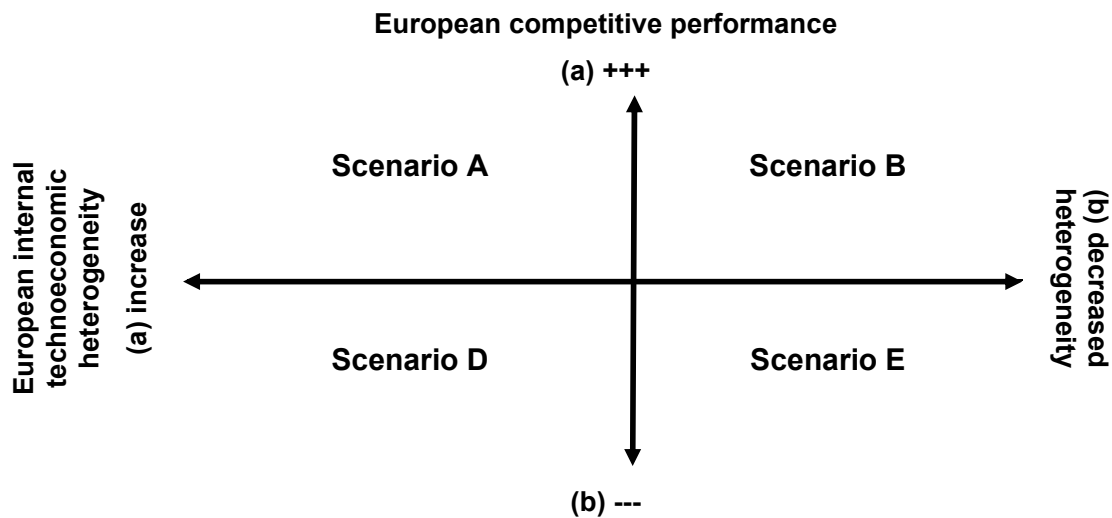 European competitive performance
(a) +++
Scenario A
Scenario B
European internal
technoeconomic
heterogeneity
(a) increase
(b) decreased
heterogeneity
Scenario D
Scenario E
(b) ---